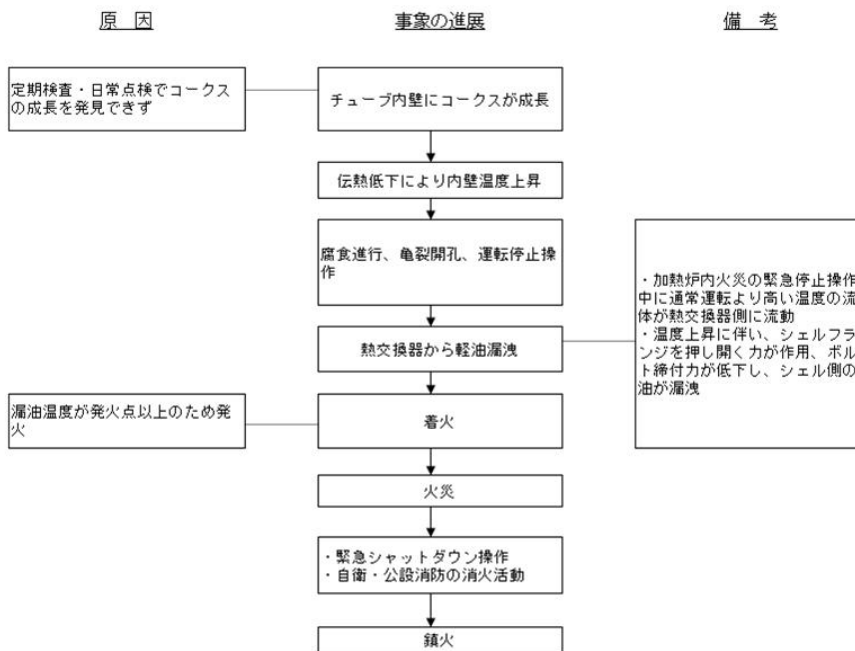 原 因
事象の進展
備 考
定期検査・日常点検でコークス
の成長を発見できず
チューブ内壁にコークスが成長
伝熱低下により内壁温度上昇
腐食進行、亀裂開孔、運転停止操
作
・加熱炉内火災の緊急停止操作
中に通常運転より高い温度の流
体が熱交換器側に流動
・温度上昇に伴い、シェルフラ
ンジを押し開く力が作用、ボル
ト締付力が低下し、シェル側の
油が漏洩
熱交換器から軽油漏洩
漏油温度が発火点以上のため発
火
着火
火災
・緊急シャットダウン操作
・自衛・公設消防の消火活動
鎮火